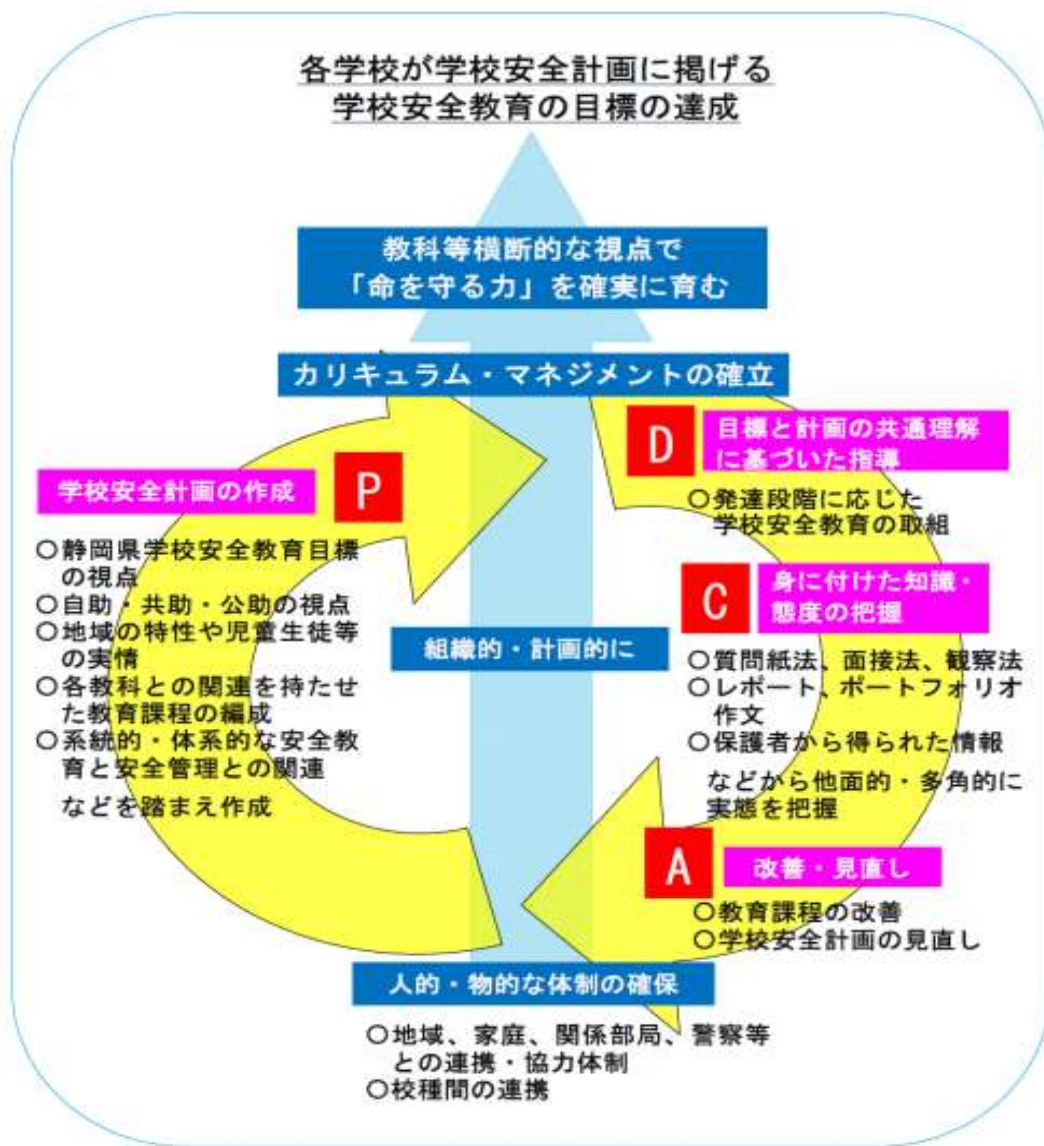 各学校が学校安全計画に掲げる
学校安全教育の目標の達成
教科等横断的な視点で
「命を守る力」を確実に育む
カリキュラム・マネジメントの確立
P
学校安全計画の作成
○静岡県学校安全教育目標
の視点
○自助・共助・公助の視点
○地域の特性や児童生徒等
の実情
○各教科との関連を持たせ
た教育課程の編成
○系統的・体系的な安全教
育と安全管理との関連
などを踏まえ作成
D
目標と計画の共通理解
に基づいた指導
○発達段階に応じた
学校安全教育の取組
C
身に付けた知識・
態度の把握
○質問紙法、面接法、観察法
○レポート、ポートフォリオ
作文
○保護者から得られた情報
などから他面的・多角的に
実態を把握
組織的・計画的に
A
改善・見直し
○教育課程の改善
○学校安全計画の見直し
人的・物的な体制の確保
○地域、家庭、関係部局、警察等
との連携・協力体制
○校種間の連携